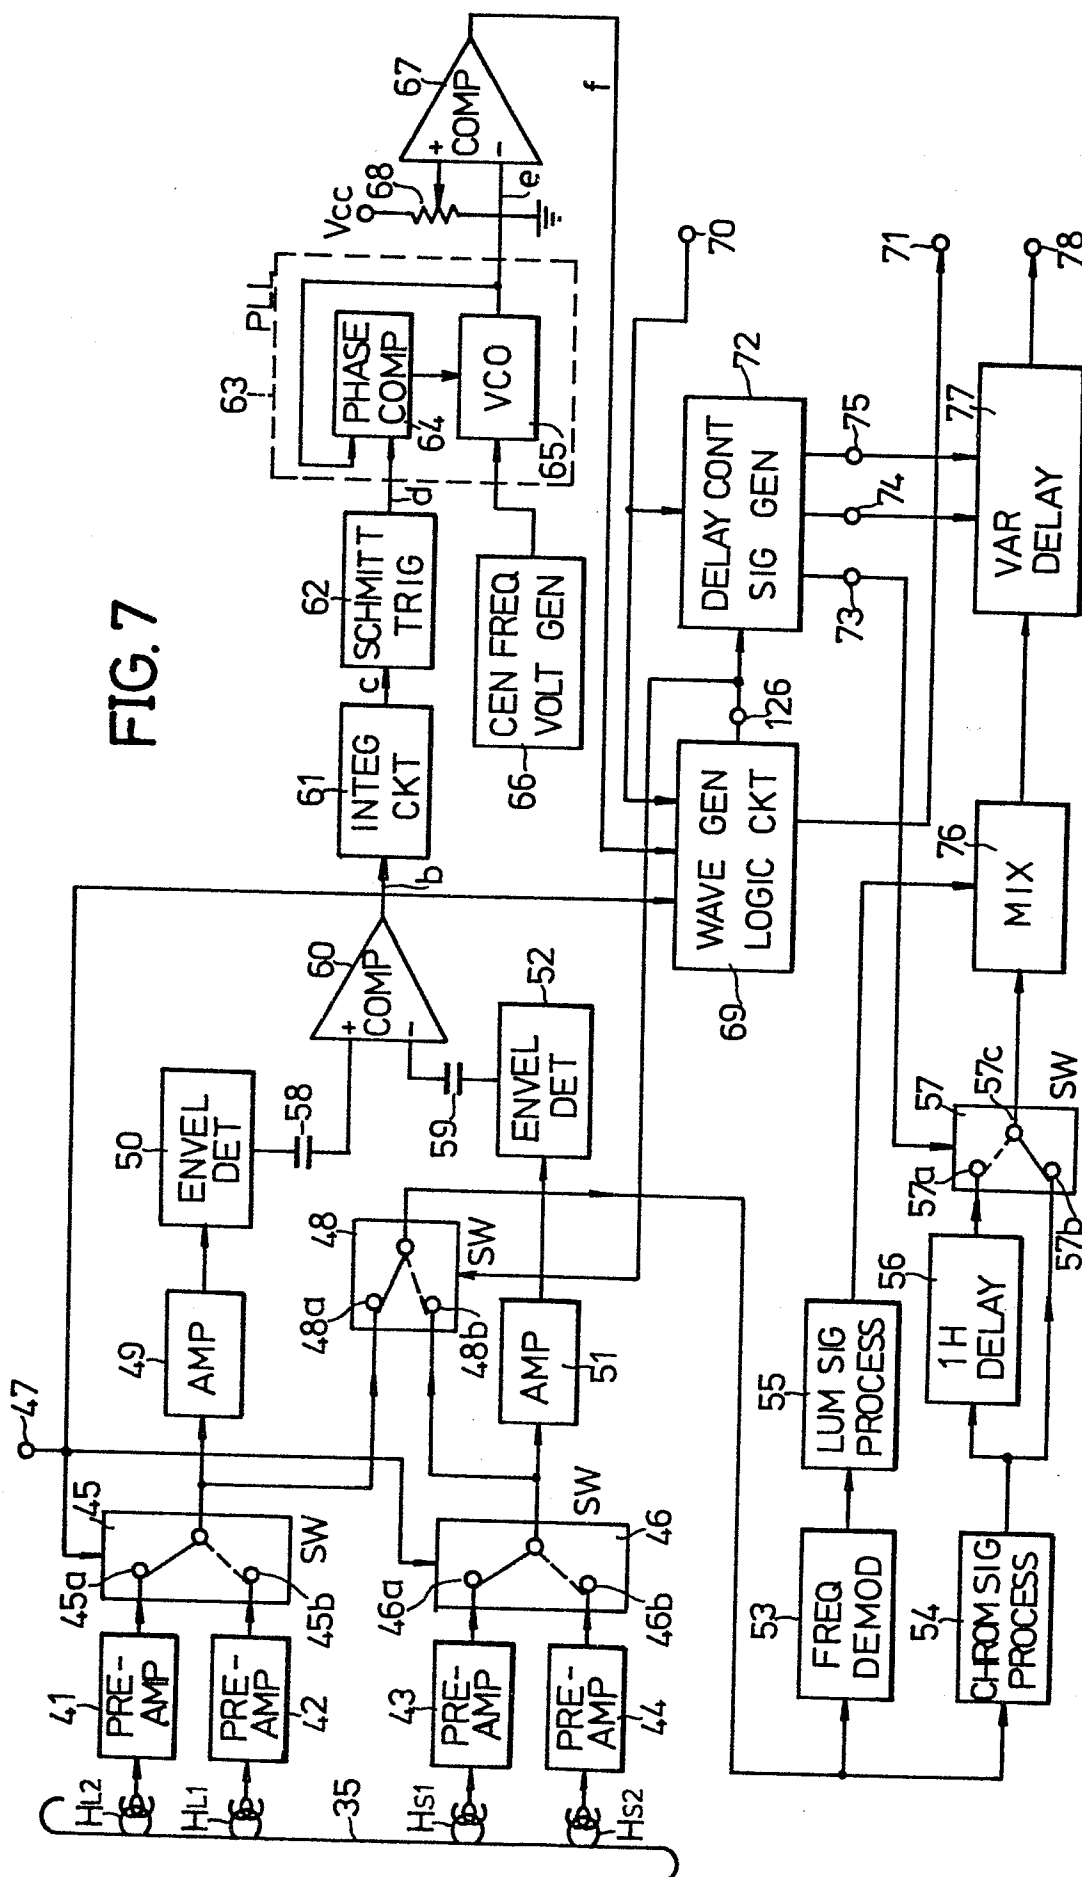 FIG. 7
35
HL2
HL1
HS1
HS2
41
PRE-
AMP
PRE-
AMP
42
43
PRE-
AMP
PRE-
AMP
44
45
45a
45b
SW
46
46a
46b
SW
47
48
48a
48b
SW
49
AMP
50
ENVEL
DET
58
AMP
51
52
ENVEL
DET
59
60
COMP
+
−
b
61
INTEG
CKT
c
62
SCHMITT
TRIG
d
63
PLL
PHASE
COMP
64
VCO
65
CEN FREQ
VOLT GEN
66
Vcc
68
e
67
COMP
+
−
f
WAVE GEN
LOGIC CKT
69
126
70
71
72
DELAY CONT
SIG GEN
73
74
75
53
FREQ
DEMOD
54
CHROM SIG
PROCESS
55
LUM SIG
PROCESS
56
1H
DELAY
57
57a
57b
57c
SW
76
MIX
77
VAR
DELAY
78